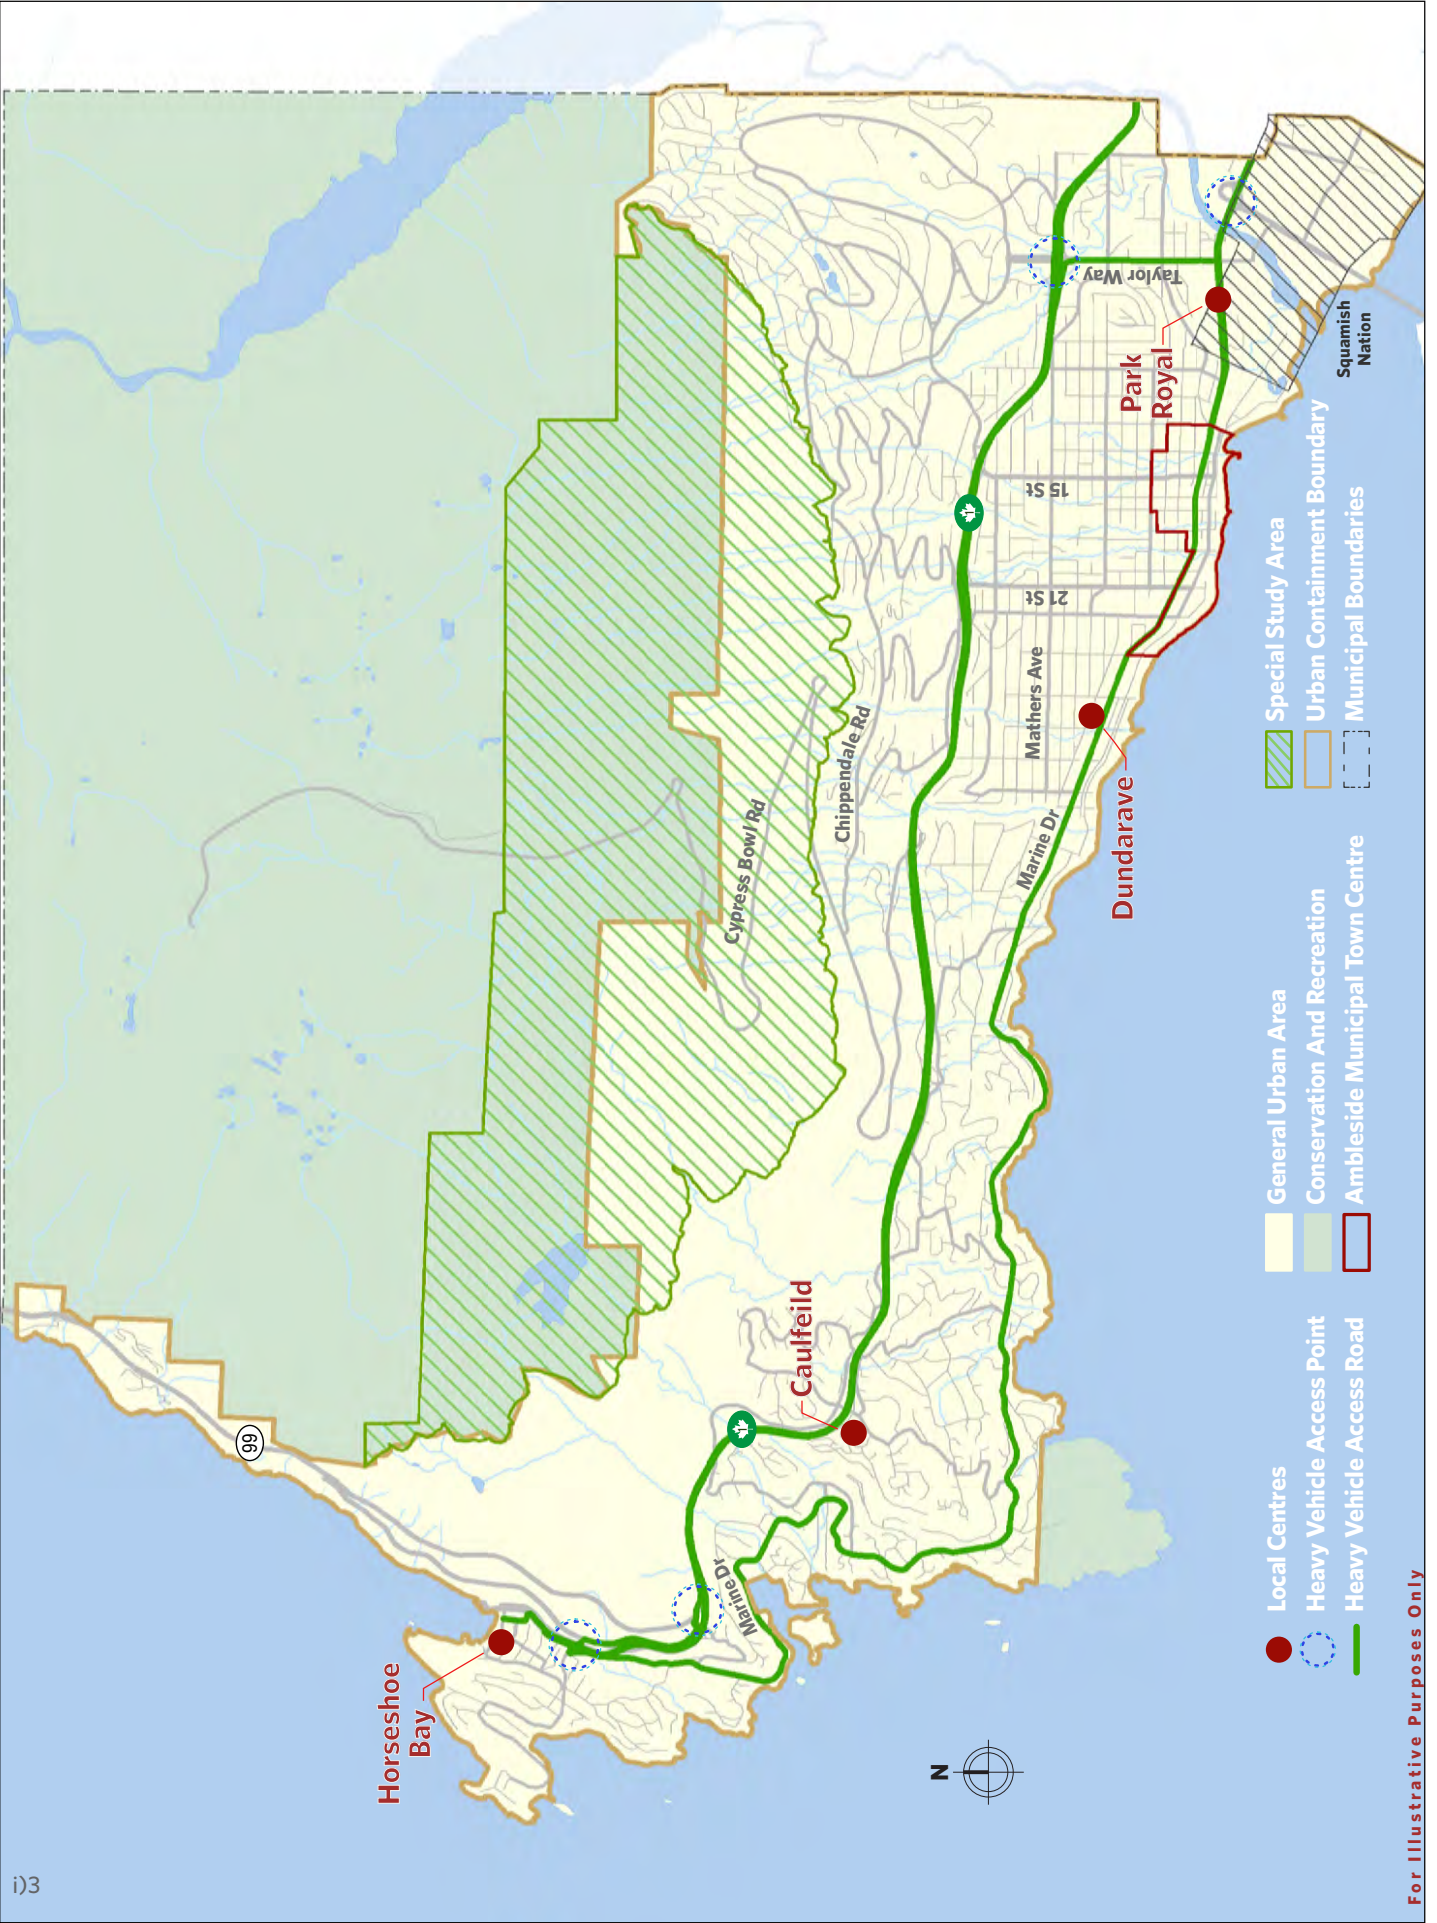 i)3
99
Horseshoe
Bay
Marine Dr
1
Caulfeild
Cypress Bowl Rd
Chippendale Rd
Marine Dr
Mathers Ave
Dundarave
21 St
15 St
1
Park
Royal
Taylor Way
Squamish
Nation
N
Local Centres
Heavy Vehicle Access Point
Heavy Vehicle Access Road
General Urban Area
Conservation And Recreation
Ambleside Municipal Town Centre
Special Study Area
Urban Containment Boundary
Municipal Boundaries
For Illustrative Purposes Only